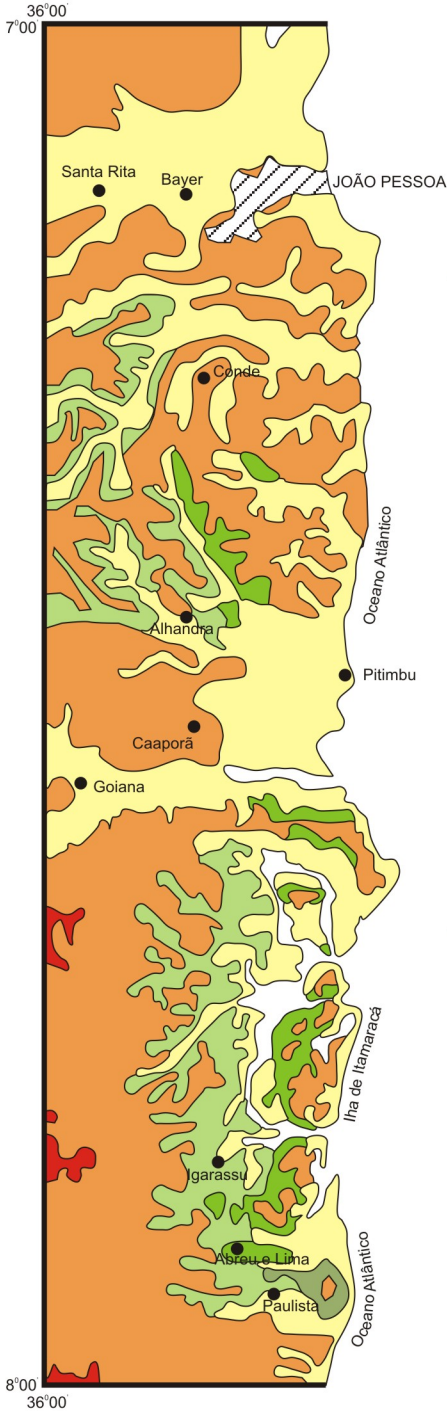 36°00'
7°00'
Santa Rita
Bayer
JOÃO PESSOA
Conde
Oceano Atlântico
Alhandra
Pitimbu
Caaporã
Goiana
Ilha de Itamaracá
Igarassu
Abreu e Lima
Oceano Atlântico
Paulista
8°00'
36°00'